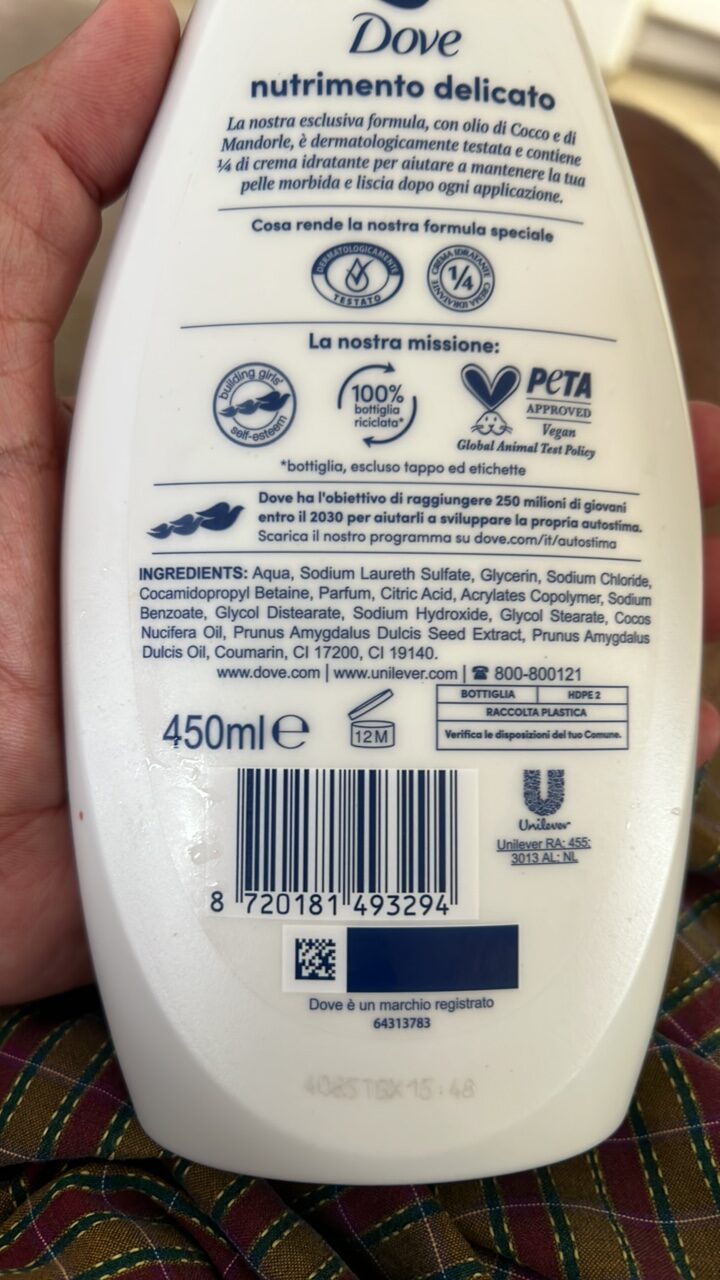 Dove
nutrimento delicato
La nostra esclusiva formula, con olio di Cocco e di
Mandorle, è dermatologicamente testata e contiene
¼ di crema idratante per aiutare a mantenere la tua
pelle morbida e liscia dopo ogni applicazione.
Cosa rende la nostra formula speciale
DERMATOLOGICAMENTE
TESTATO
CREMA IDRATANTE
1/4
CREMA IDRATANTE
La nostra missione:
building girls'
self-esteem
100%
bottiglia
riciclata*
PETA
APPROVED
Vegan
Global Animal Test Policy
*bottiglia, escluso tappo ed etichette
Dove ha l'obiettivo di raggiungere 250 milioni di giovani
entro il 2030 per aiutarli a sviluppare la propria autostima.
Scarica il nostro programma su dove.com/it/autostima
INGREDIENTS: Aqua, Sodium Laureth Sulfate, Glycerin, Sodium Chloride,
Cocamidopropyl Betaine, Parfum, Citric Acid, Acrylates Copolymer, Sodium
Benzoate, Glycol Distearate, Sodium Hydroxide, Glycol Stearate, Cocos
Nucifera Oil, Prunus Amygdalus Dulcis Seed Extract, Prunus Amygdalus
Dulcis Oil, Coumarin, CI 17200, CI 19140.
www.dove.com | www.unilever.com | ☎ 800-800121
450ml e
12M
BOTTIGLIA HDPE 2
RACCOLTA PLASTICA
Verifica le disposizioni del tuo Comune.
Unilever
Unilever RA: 455;
3013 AL; NL
8 720181 493294
Dove è un marchio registrato
64313783
15:48